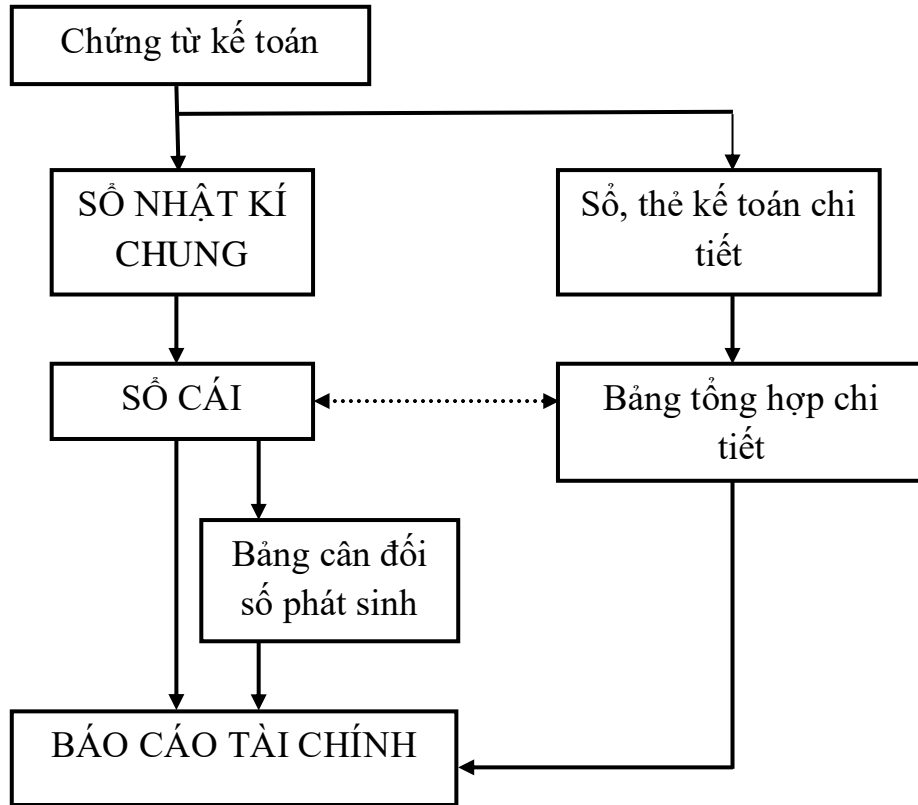 Chứng từ kế toán
SỔ NHẬT KÍ
CHUNG
Sổ, thẻ kế toán chi
tiết
SỔ CÁI
Bảng tổng hợp chi
tiết
Bảng cân đối
số phát sinh
BÁO CÁO TÀI CHÍNH